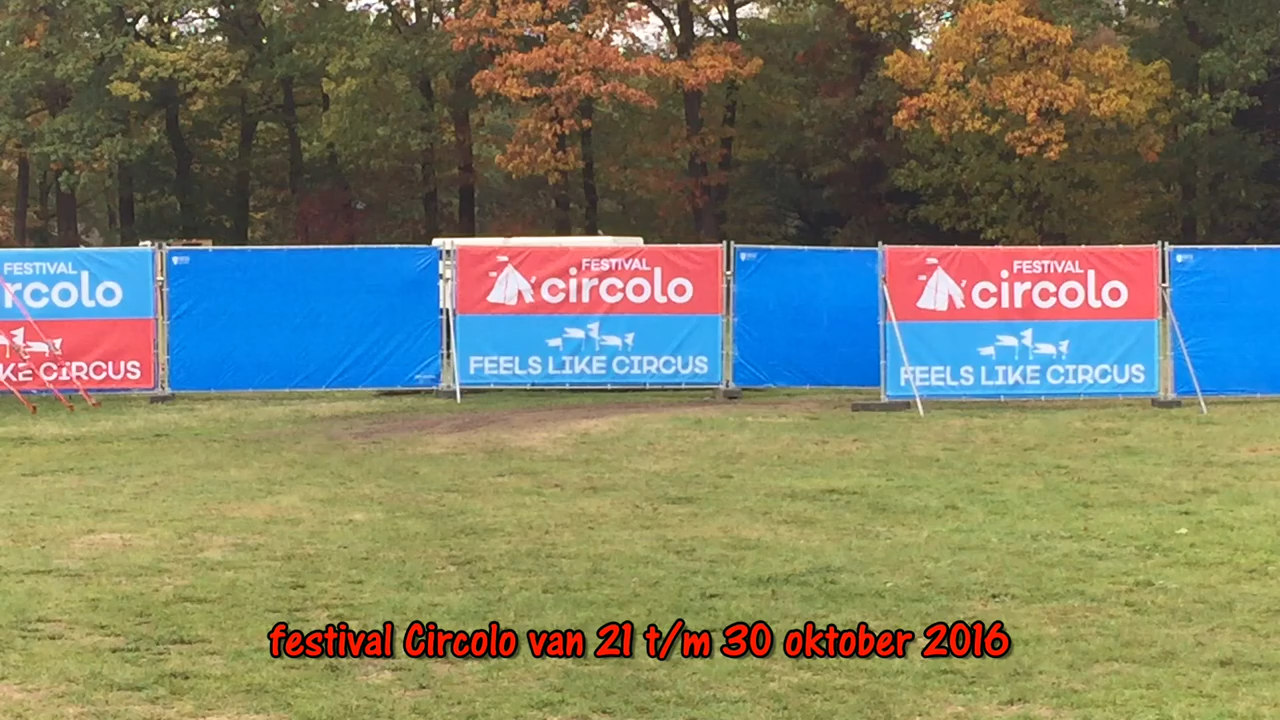 FESTIVAL
rcolo
KE CIRCUS
FESTIVAL
circolo
FEELS LIKE CIRCUS
FESTIVAL
circolo
FEELS LIKE CIRCUS
festival Circolo van 21 t/m 30 oktober 2016